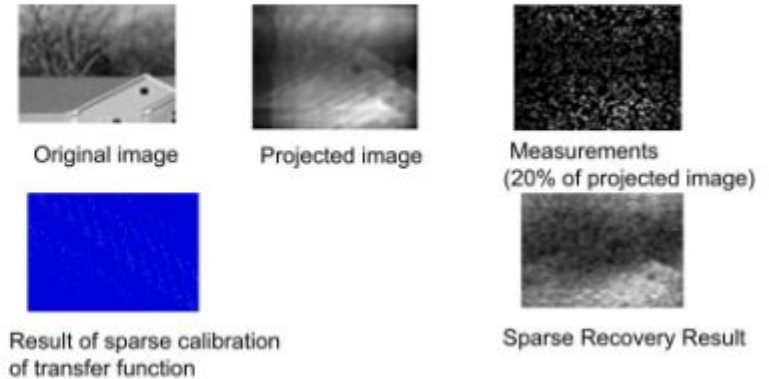 Original image
Projected image
Measurements
(20% of projected image)
Result of sparse calibration
of transfer function
Sparse Recovery Result